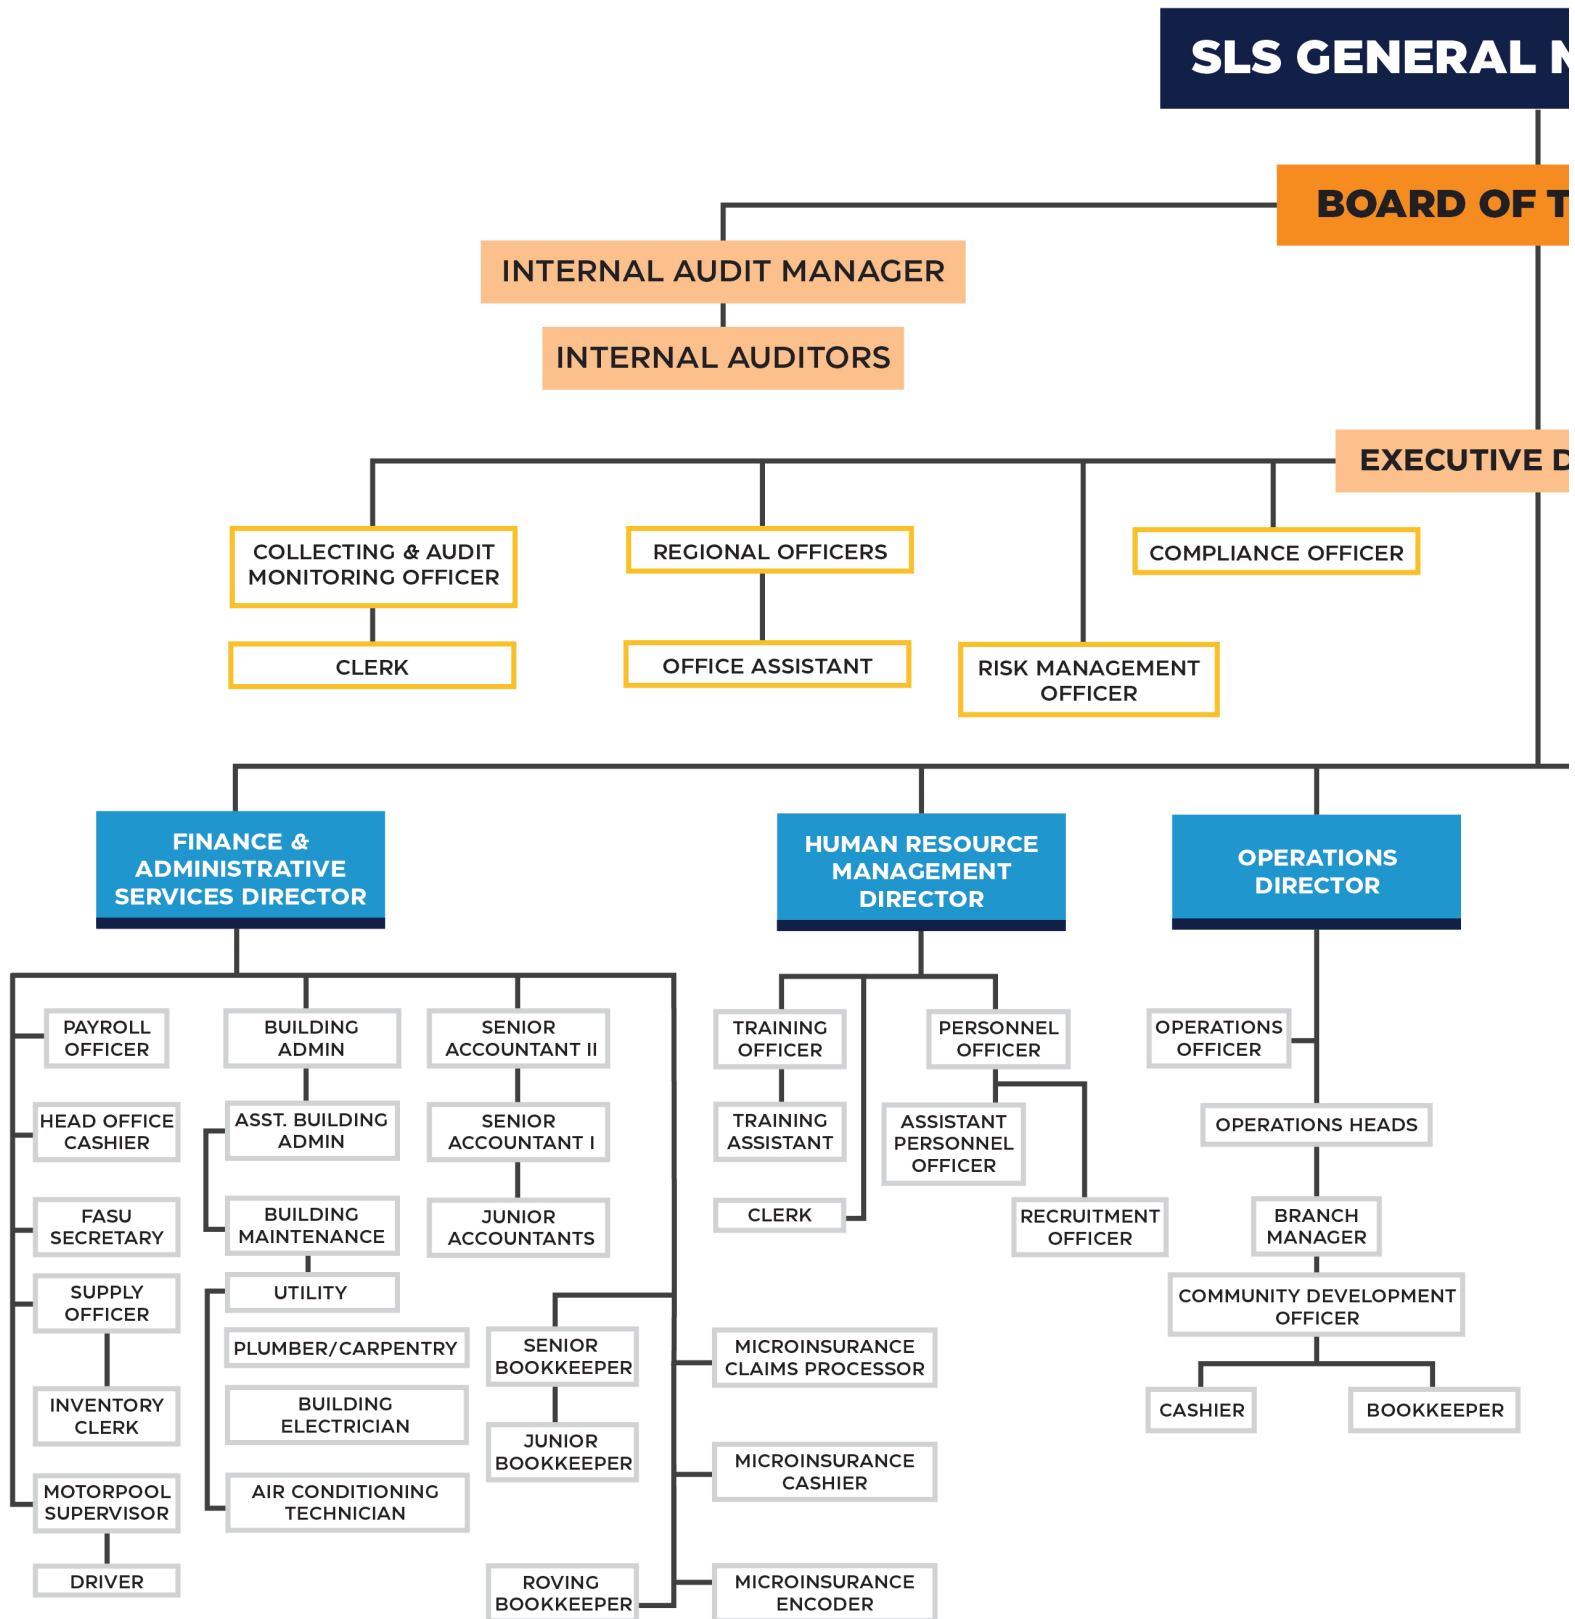 SLS GENERAL
BOARD OF
INTERNAL AUDIT MANAGER
INTERNAL AUDITORS
EXECUTIVE
COLLECTING & AUDIT
MONITORING OFFICER
REGIONAL OFFICERS
COMPLIANCE OFFICER
CLERK
OFFICE ASSISTANT
RISK MANAGEMENT
OFFICER
FINANCE &
ADMINISTRATIVE
SERVICES DIRECTOR
HUMAN RESOURCE
MANAGEMENT
DIRECTOR
OPERATIONS
DIRECTOR
PAYROLL
OFFICER
HEAD OFFICE
CASHIER
FASU
SECRETARY
SUPPLY
OFFICER
INVENTORY
CLERK
MOTORPOOL
SUPERVISOR
DRIVER
BUILDING
ADMIN
ASST. BUILDING
ADMIN
BUILDING
MAINTENANCE
UTILITY
PLUMBER/CARPENTRY
BUILDING
ELECTRICIAN
AIR CONDITIONING
TECHNICIAN
SENIOR
ACCOUNTANT II
SENIOR
ACCOUNTANT I
JUNIOR
ACCOUNTANTS
SENIOR
BOOKKEEPER
JUNIOR
BOOKKEEPER
ROVING
BOOKKEEPER
MICROINSURANCE
CLAIMS PROCESSOR
MICROINSURANCE
CASHIER
MICROINSURANCE
ENCODER
TRAINING
OFFICER
TRAINING
ASSISTANT
CLERK
PERSONNEL
OFFICER
ASSISTANT
PERSONNEL
OFFICER
RECRUITMENT
OFFICER
OPERATIONS
OFFICER
OPERATIONS HEADS
BRANCH
MANAGER
COMMUNITY DEVELOPMENT
OFFICER
CASHIER
BOOKKEEPER